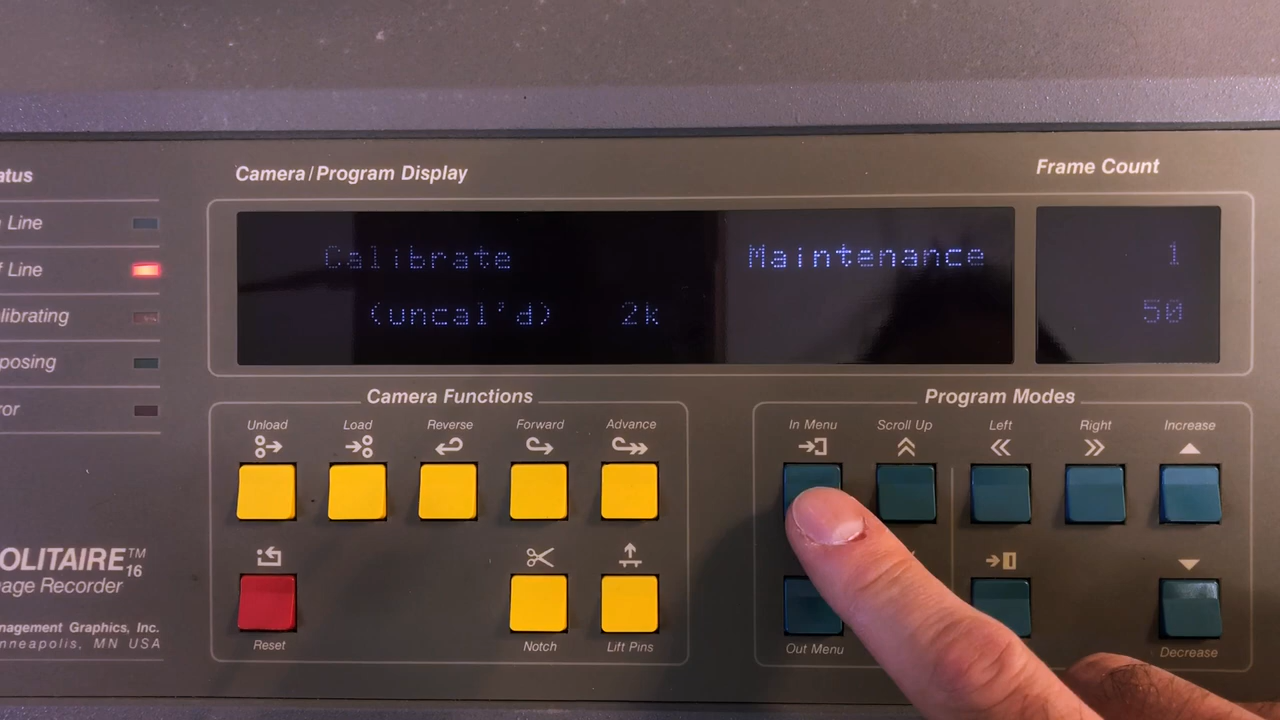 atus
Line
f Line
librating
posing
ror
OLITAIRE™
16
age Recorder
nagement Graphics, Inc.
nneapolis, MN USA
Camera/Program Display
Calibrate Maintenance
(uncal'd) 2k
Frame Count
1
50
Camera Functions
Unload Load Reverse Forward Advance
Reset Notch Lift Pins
Program Modes
In Menu Scroll Up Left Right Increase
Out Menu Decrease